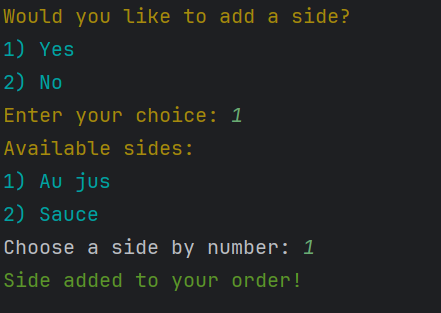 Would you like to add a side?
1) Yes
2) No
Enter your choice: 1
Available sides:
1) Au jus
2) Sauce
Choose a side by number: 1
Side added to your order!